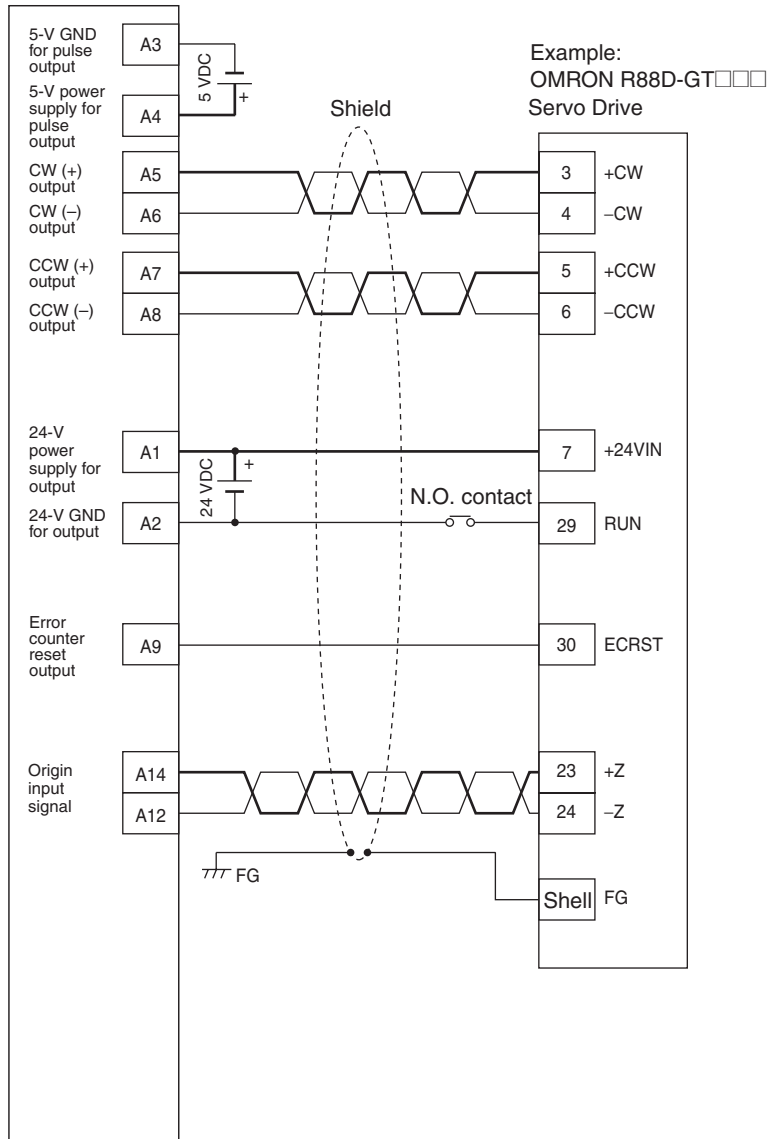 Example:
OMRON R88D-GT□□□
Servo Drive
Shield
5-V GND
for pulse
output
A3
5 VDC
+
5-V power
supply for
pulse
output
A4
CW (+)
output
A5
3
+CW
CW (–)
output
A6
4
–CW
CCW (+)
output
A7
5
+CCW
CCW (–)
output
A8
6
–CCW
24-V
power
supply for
output
A1
7
+24VIN
24 VDC
+
N.O. contact
24-V GND
for output
A2
29
RUN
Error
counter
reset
output
A9
30
ECRST
Origin
input
signal
A14
23
+Z
A12
24
–Z
FG
Shell
FG